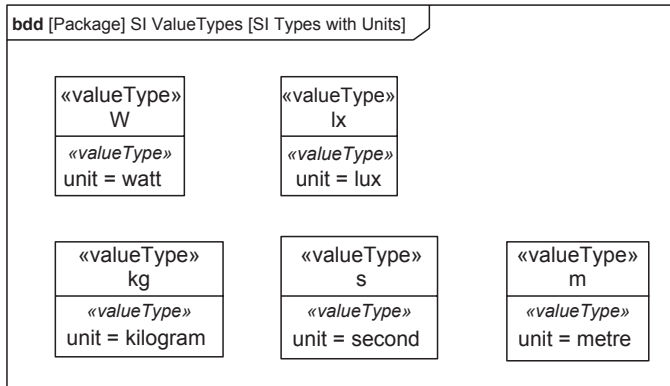 bdd [Package] SI ValueTypes [SI Types with Units]
«valueType»
W
«valueType»
unit = watt
«valueType»
lx
«valueType»
unit = lux
«valueType»
kg
«valueType»
unit = kilogram
«valueType»
s
«valueType»
unit = second
«valueType»
m
«valueType»
unit = metre